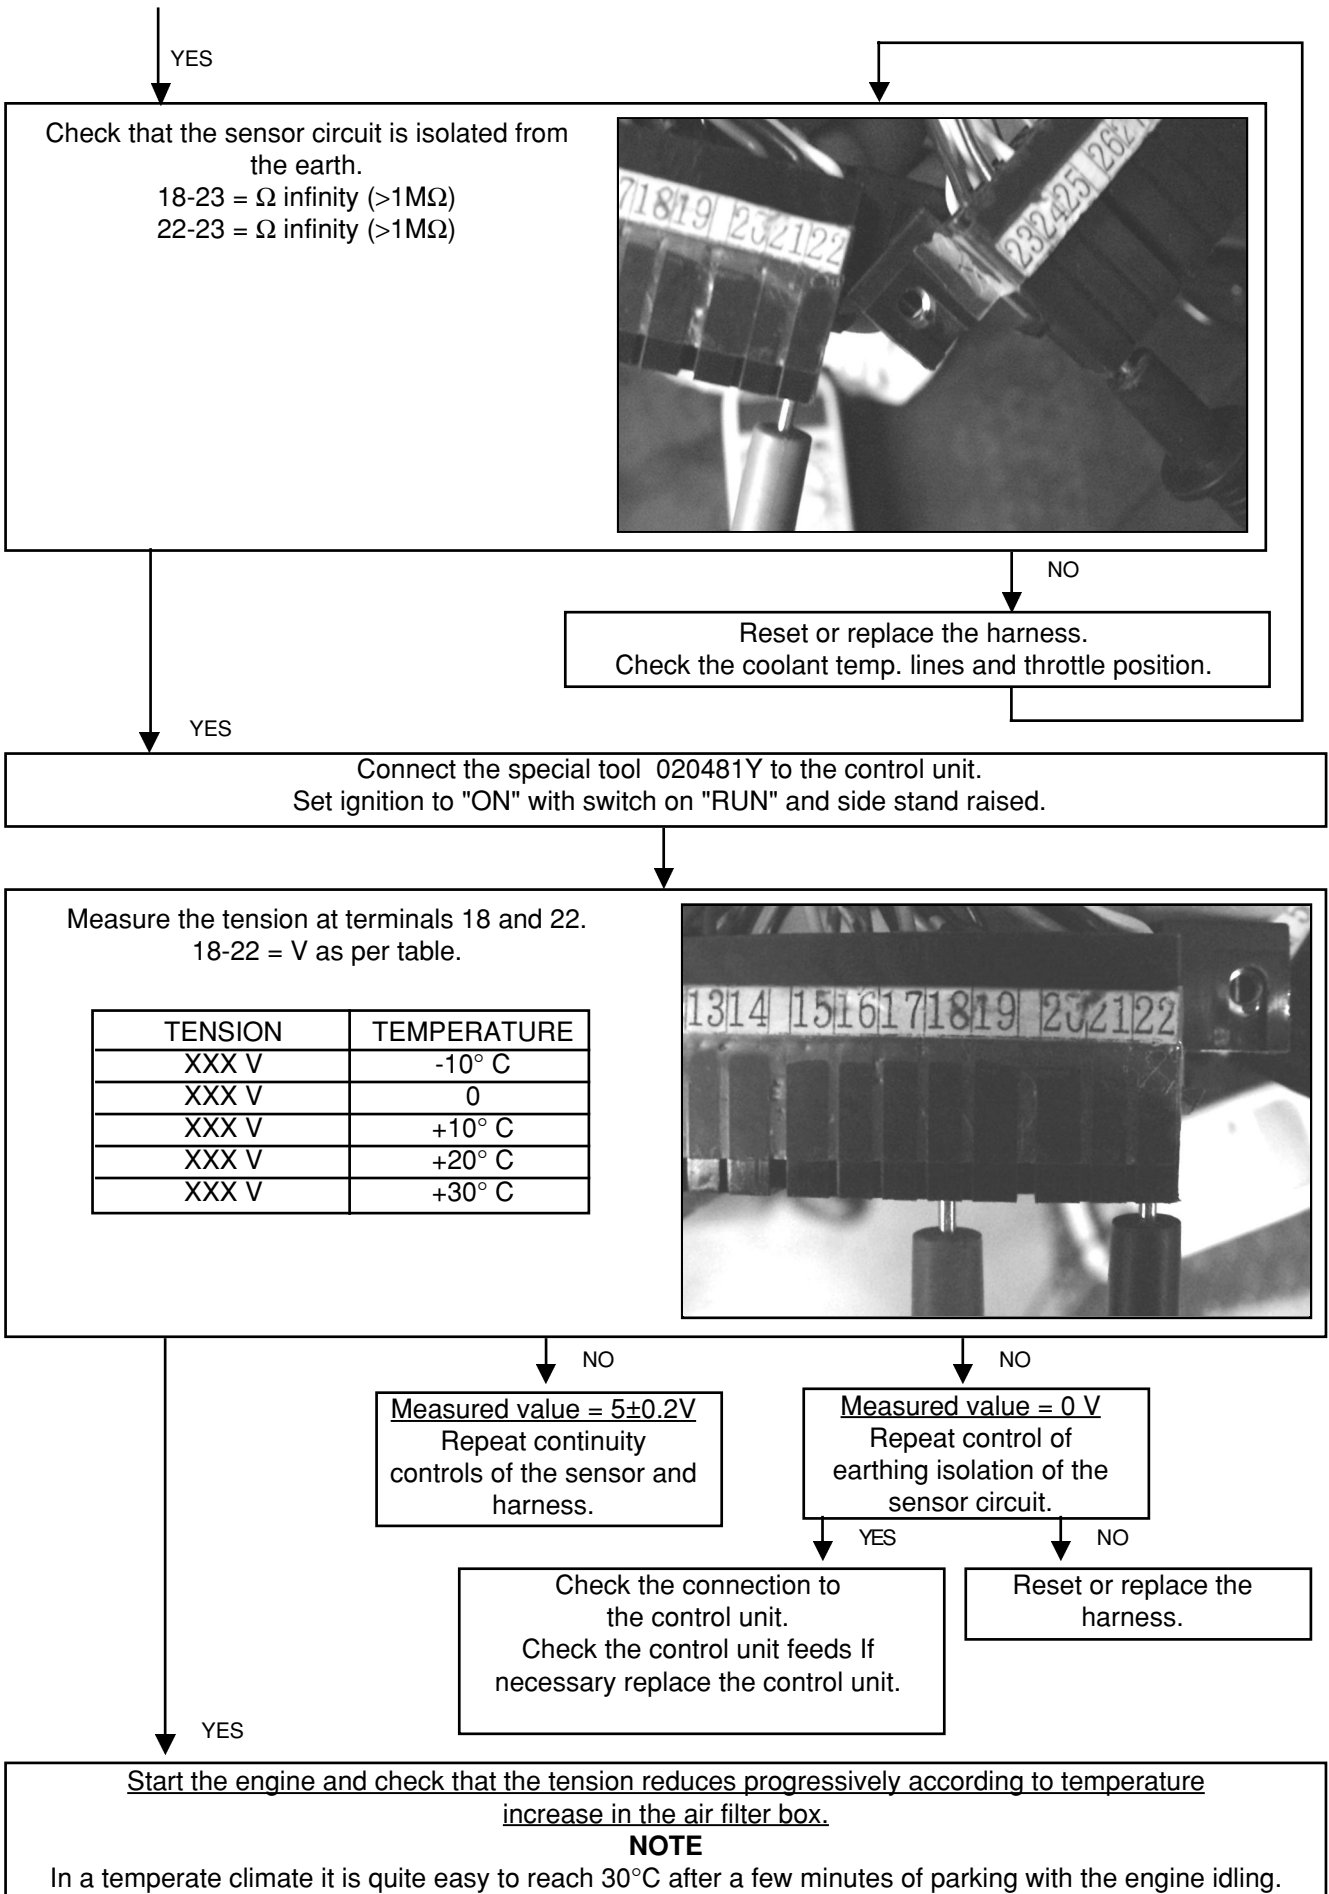 YES
Check that the sensor circuit is isolated from
the earth.
18-23 = Ω infinity (>1MΩ)
22-23 = Ω infinity (>1MΩ)
71819 202122
23242526
NO
Reset or replace the harness.
Check the coolant temp. lines and throttle position.
YES
Connect the special tool 020481Y to the control unit.
Set ignition to "ON" with switch on "RUN" and side stand raised.
Measure the tension at terminals 18 and 22.
18-22 = V as per table.
TENSION TEMPERATURE
XXX V -10° C
XXX V 0
XXX V +10° C
XXX V +20° C
XXX V +30° C
1314 1516171819 202122
NO
NO
Measured value = 5±0.2V
Repeat continuity
controls of the sensor and
harness.
Measured value = 0 V
Repeat control of
earthing isolation of the
sensor circuit.
YES
NO
Check the connection to
the control unit.
Check the control unit feeds If
necessary replace the control unit.
Reset or replace the
harness.
YES
Start the engine and check that the tension reduces progressively according to temperature
increase in the air filter box.
NOTE
In a temperate climate it is quite easy to reach 30°C after a few minutes of parking with the engine idling.